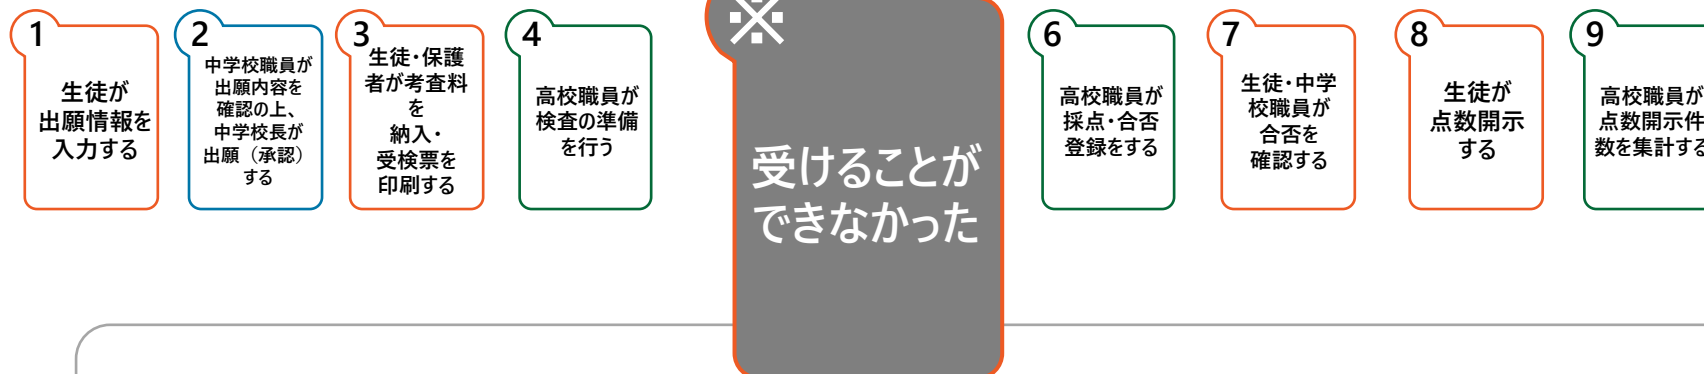 1
生徒が
出願情報を
入力する
2
中学校職員が
出願内容を
確認の上、
中学校長が
出願（承認）
する
3
生徒・保護
者が考査料
を
納入・
受検票を
印刷する
4
高校職員が
検査の準備
を行う
※
受けることが
できなかった
6
高校職員が
採点・合否
登録をする
7
生徒・中学
校職員が
合否を
確認する
8
生徒が
点数開示
する
9
高校職員が
点数開示件
数を集計する